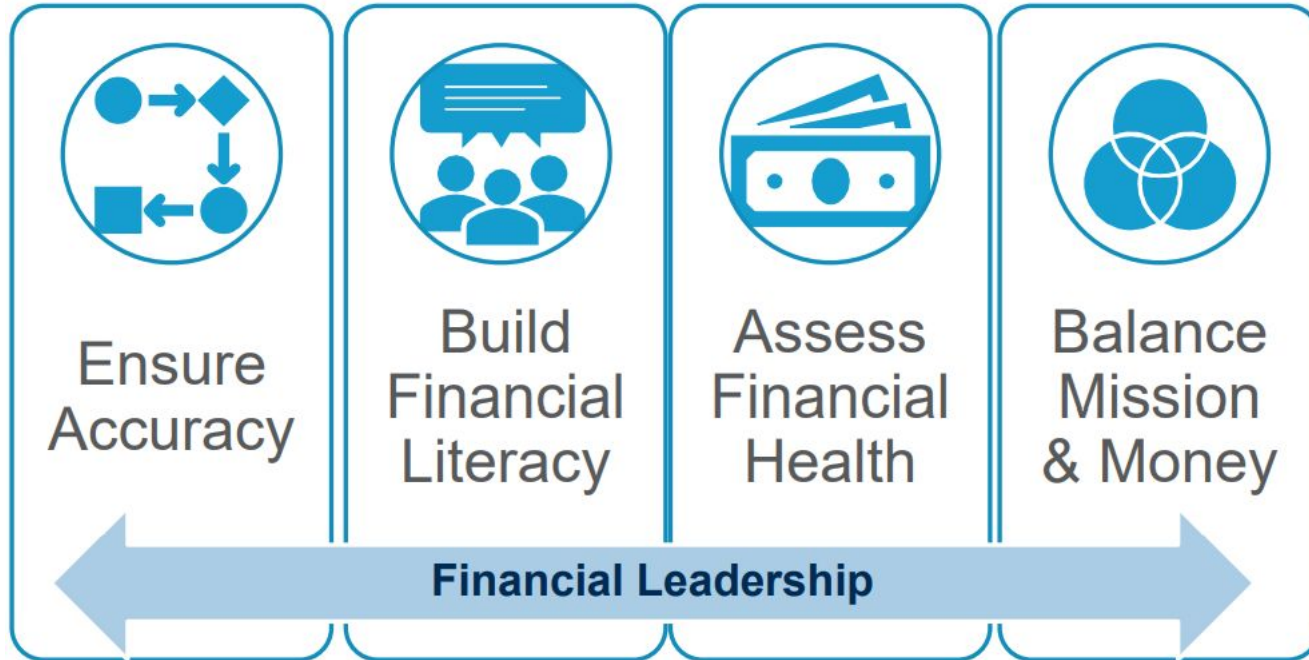 Ensure
Accuracy
Build
Financial
Literacy
Assess
Financial
Health
Balance
Mission
& Money
Financial Leadership